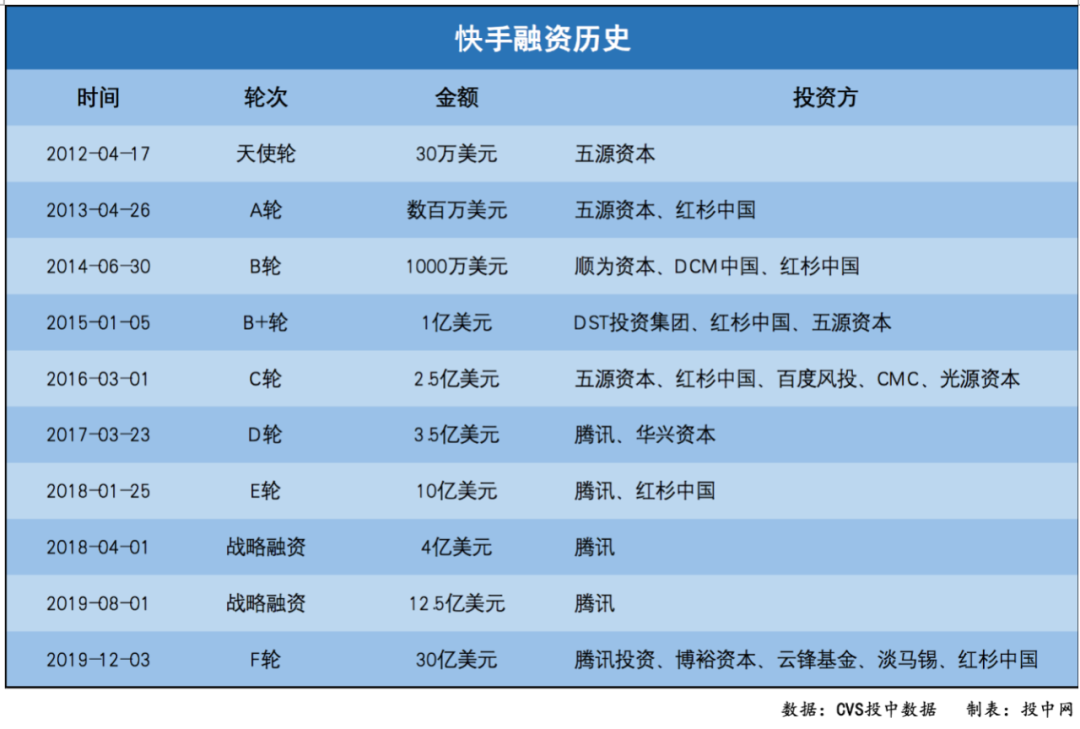 快手融资历史
时间 轮次 金额 投资方
2012-04-17 天使轮 30万美元 五源资本
2013-04-26 A轮 数百万美元 五源资本、红杉中国
2014-06-30 B轮 1000万美元 顺为资本、DCM中国、红杉中国
2015-01-05 B+轮 1亿美元 DST投资集团、红杉中国、五源资本
2016-03-01 C轮 2.5亿美元 五源资本、红杉中国、百度风投、CMC、光源资本
2017-03-23 D轮 3.5亿美元 腾讯、华兴资本
2018-01-25 E轮 10亿美元 腾讯、红杉中国
2018-04-01 战略融资 4亿美元 腾讯
2019-08-01 战略融资 12.5亿美元 腾讯
2019-12-03 F轮 30亿美元 腾讯投资、博裕资本、云锋基金、淡马锡、红杉中国
数据：CVS投中数据 制表：投中网